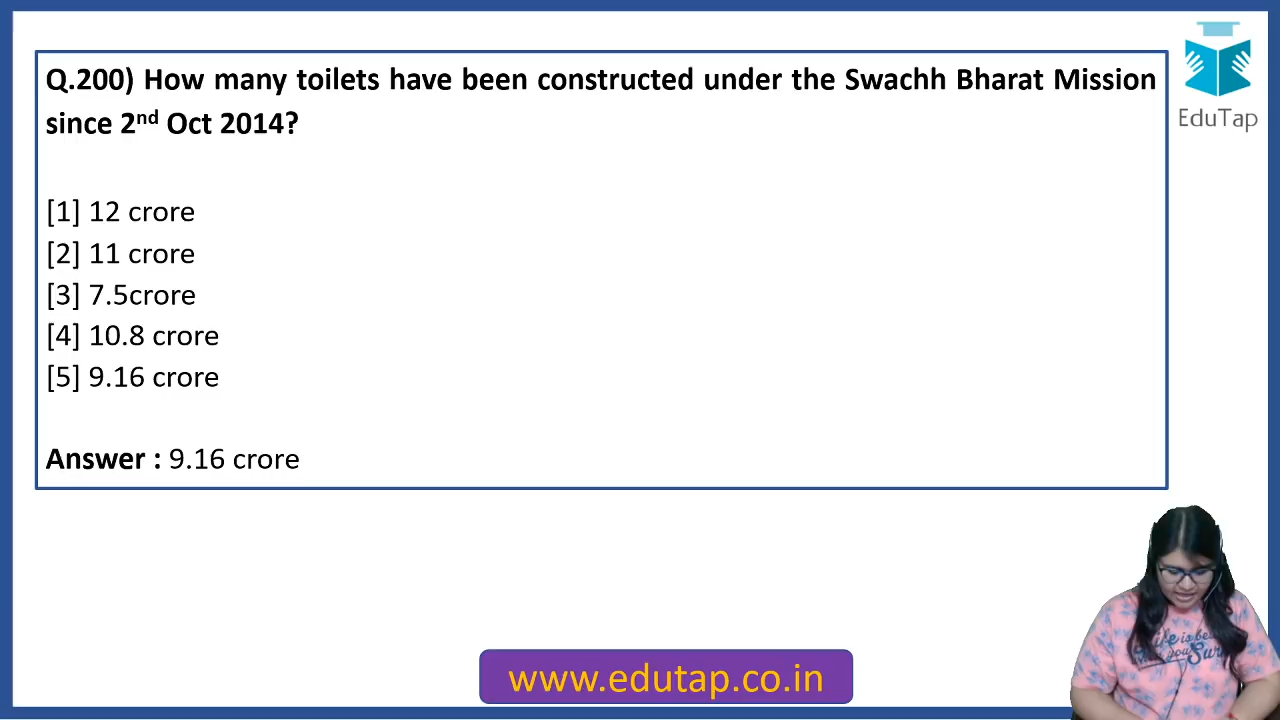 Q.200) How many toilets have been constructed under the Swachh Bharat Mission
since 2nd Oct 2014?
[1] 12 crore
[2] 11 crore
[3] 7.5crore
[4] 10.8 crore
[5] 9.16 crore
Answer : 9.16 crore
EduTap
www.edutap.co.in